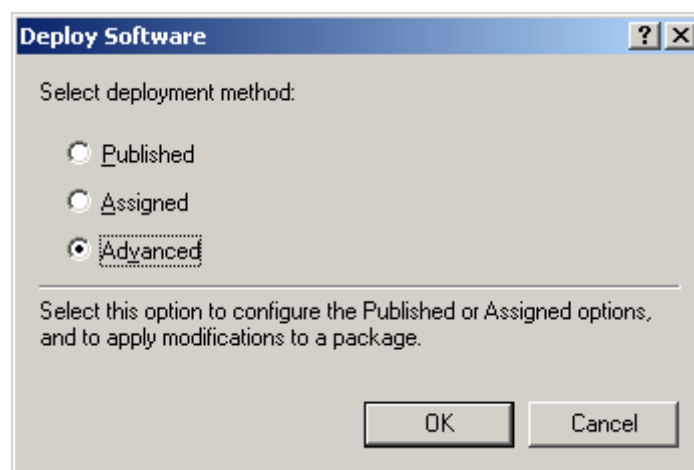 Deploy Software
Select deployment method:
Published
Assigned
Advanced
Select this option to configure the Published or Assigned options,
and to apply modifications to a package.
OK Cancel